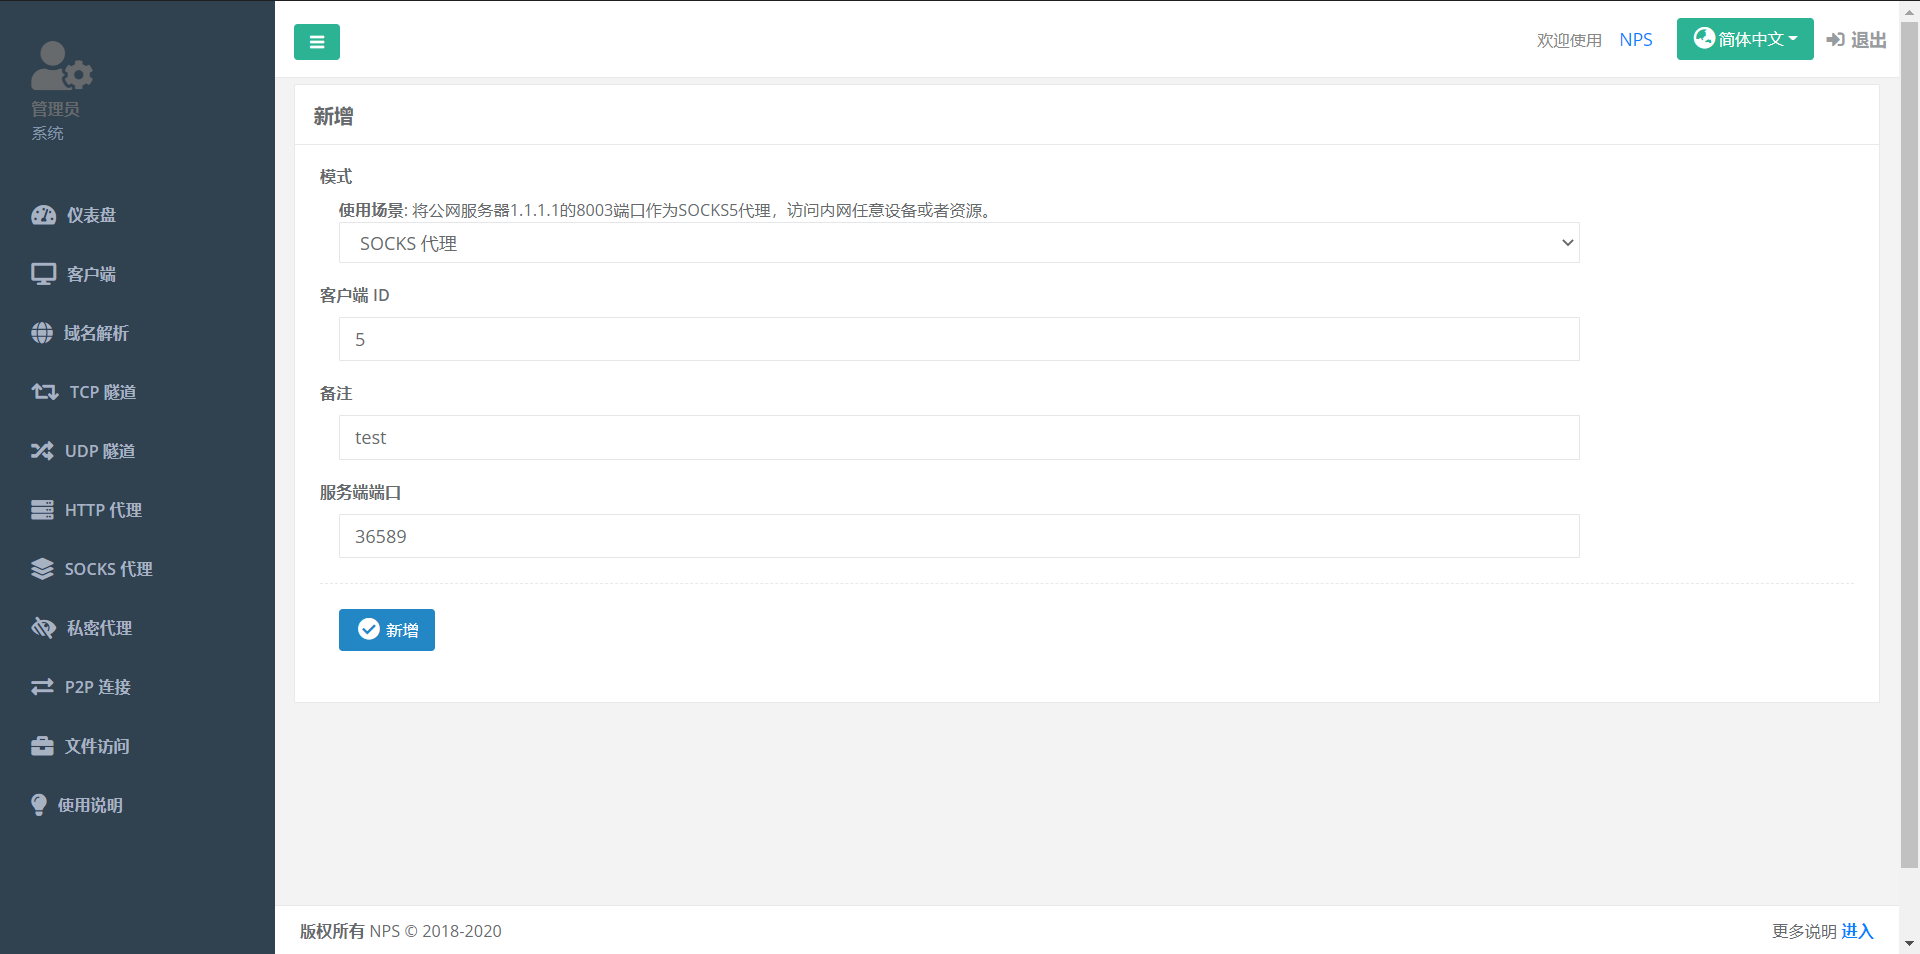 管理员
系统
仪表盘
客户端
域名解析
TCP 隧道
UDP 隧道
HTTP 代理
SOCKS 代理
私密代理
P2P 连接
文件访问
使用说明
欢迎使用 NPS 简体中文 退出
新增
模式
使用场景: 将公网服务器1.1.1.1的8003端口作为SOCKS5代理，访问内网任意设备或者资源。
SOCKS 代理
客户端 ID
5
备注
test
服务端端口
36589
新增
版权所有 NPS © 2018-2020
更多说明 进入